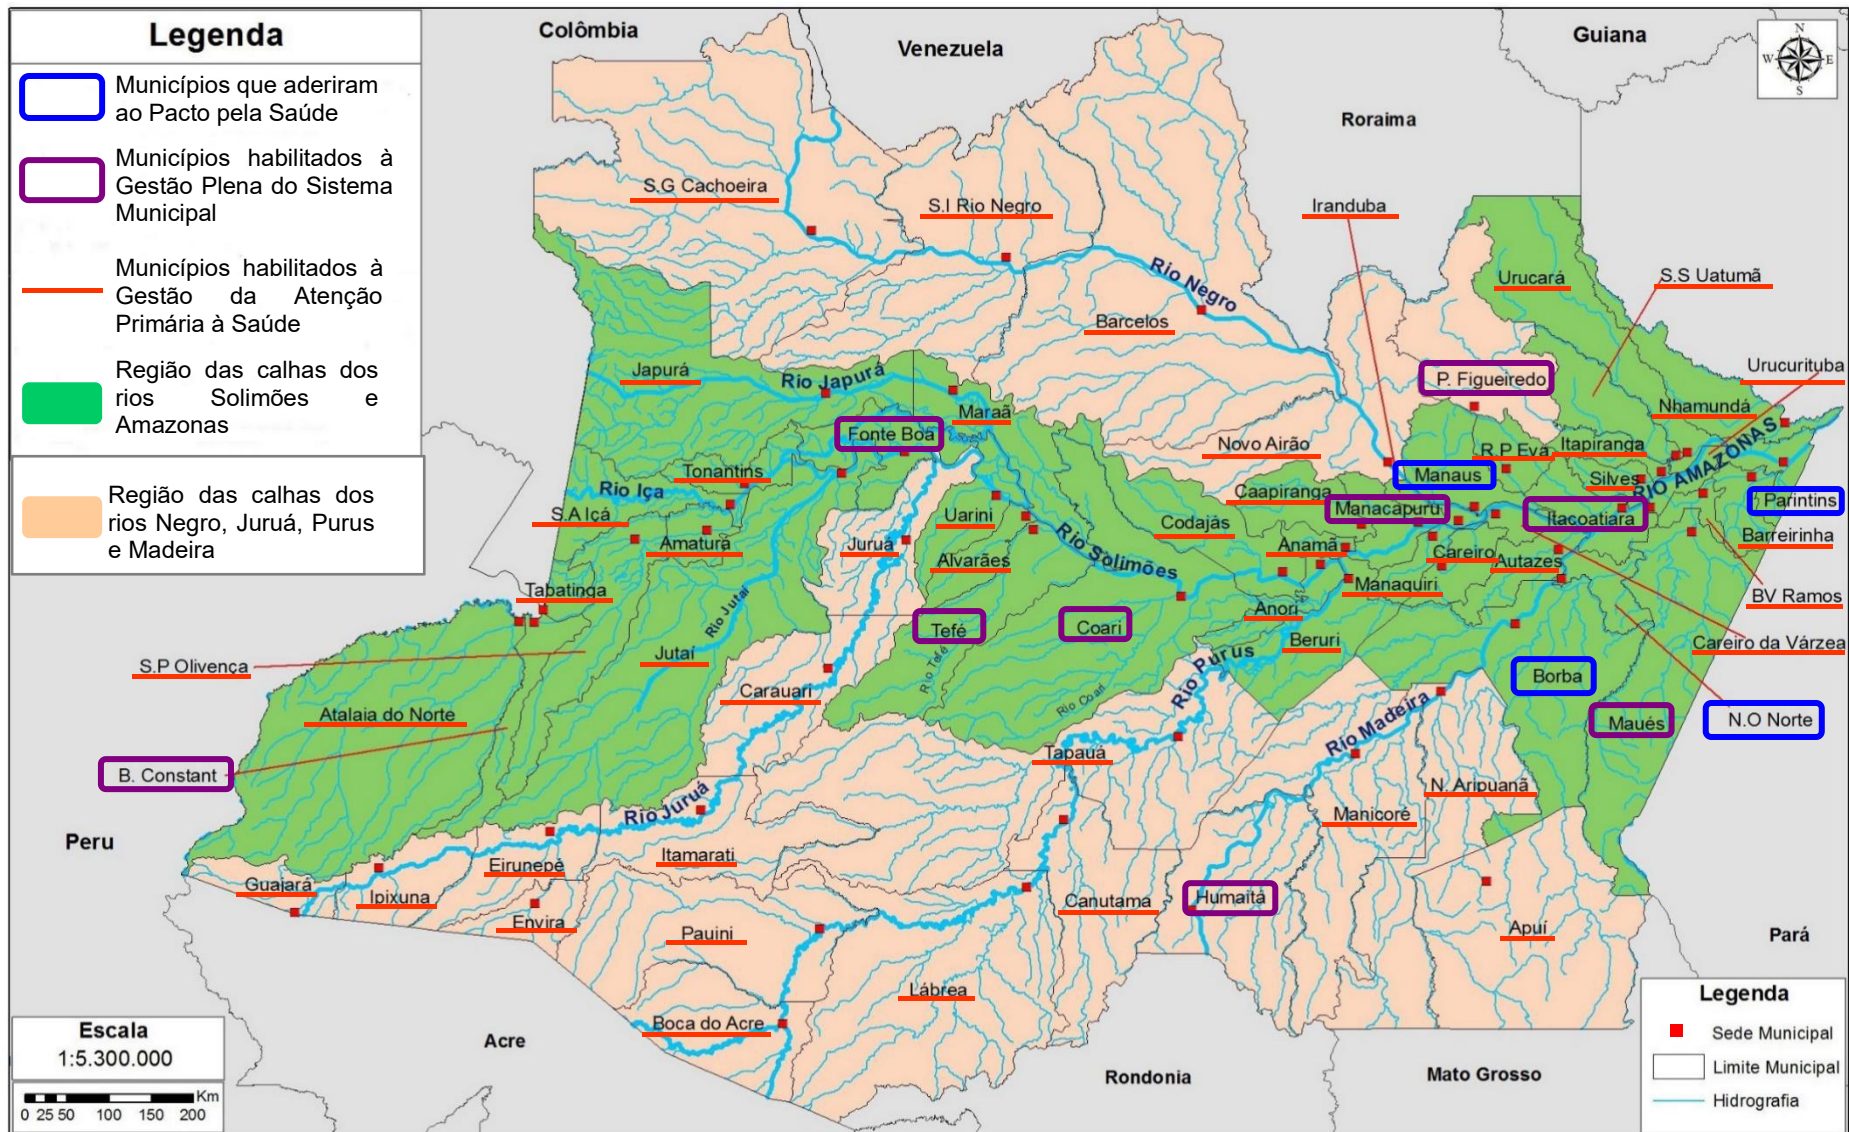 Legenda
Municípios que aderiram
ao Pacto pela Saúde
Municípios habilitados à
Gestão Plena do Sistema
Municipal
Municípios habilitados à
Gestão da Atenção
Primária à Saúde
Região das calhas dos
rios Solimões e
Amazonas
Região das calhas dos
rios Negro, Juruá, Purus
e Madeira
Colômbia
Venezuela
Guiana
Roraima
N
W
E
S
S.G Cachoeira
S.I Rio Negro
Iranduba
Rio Negro
Urucará
S.S Uatumã
Barcelos
Urucurituba
Japurá
Rio Japurá
P. Figueiredo
Maraã
Nhamundá
Fonte Boa
Novo Airão
R.P Eva
Itapiranga
Tonantins
Manaus
Silves
RIO AMAZONAS
Rio Iça
Caapiranga
Parintins
S.A Içá
Uarini
Manacapuru
Itacoatiara
Codajás
Amaturá
Juruá
Rio Solimões
Anamã
Careiro
Barreirinha
Alvarães
Autazes
Manaquiri
Tabatinga
BV Ramos
Rio Jutaí
Anori
Tefé
Coari
Beruri
Careiro da Várzea
S.P Olivença
Jutaí
Rio Tefé
Rio Purus
Borba
Carauari
Rio Coari
Atalaia do Norte
Rio Madeira
Maués
N.O Norte
Tapauá
B. Constant
N. Aripuanã
Rio Juruá
Manicoré
Peru
Itamarati
Eirunepé
Guajará
Ipixuna
Canutama
Humaitá
Envira
Pauini
Apuí
Pará
Lábrea
Boca do Acre
Acre
Rondonia
Mato Grosso
Escala
1:5.300.000
Km
0 25 50 100 150 200
Legenda
Sede Municipal
Limite Municipal
Hidrografia